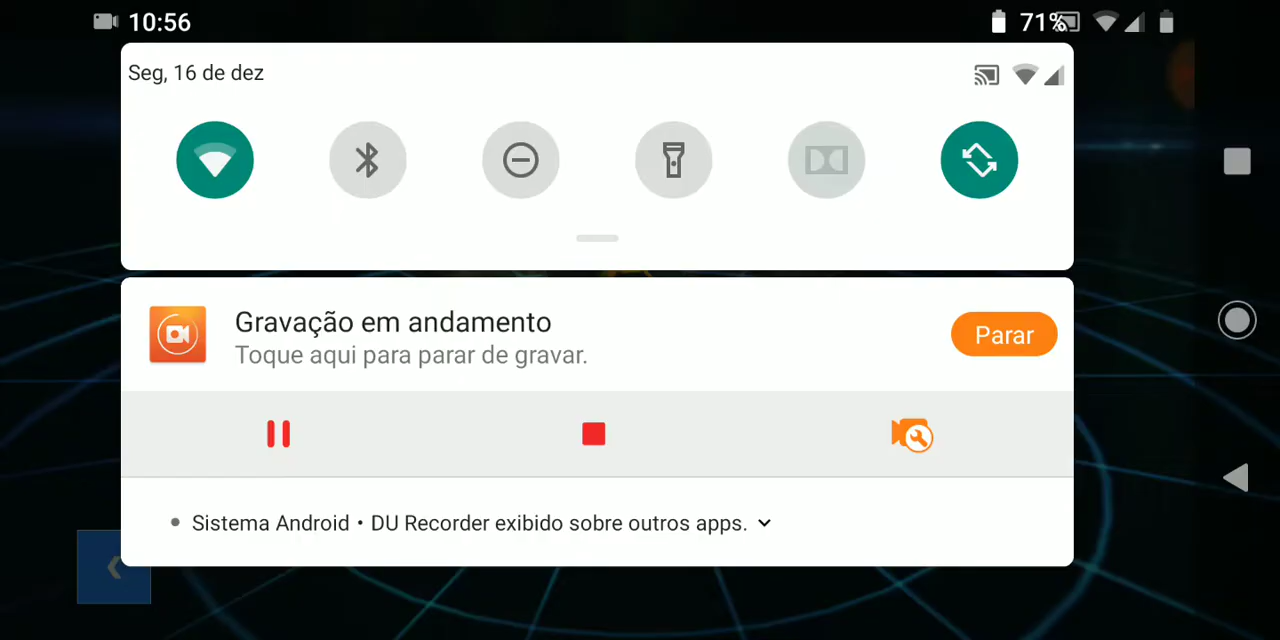 10:56
71%
Seg, 16 de dez
Gravação em andamento
Toque aqui para parar de gravar.
Parar
Sistema Android • DU Recorder exibido sobre outros apps.